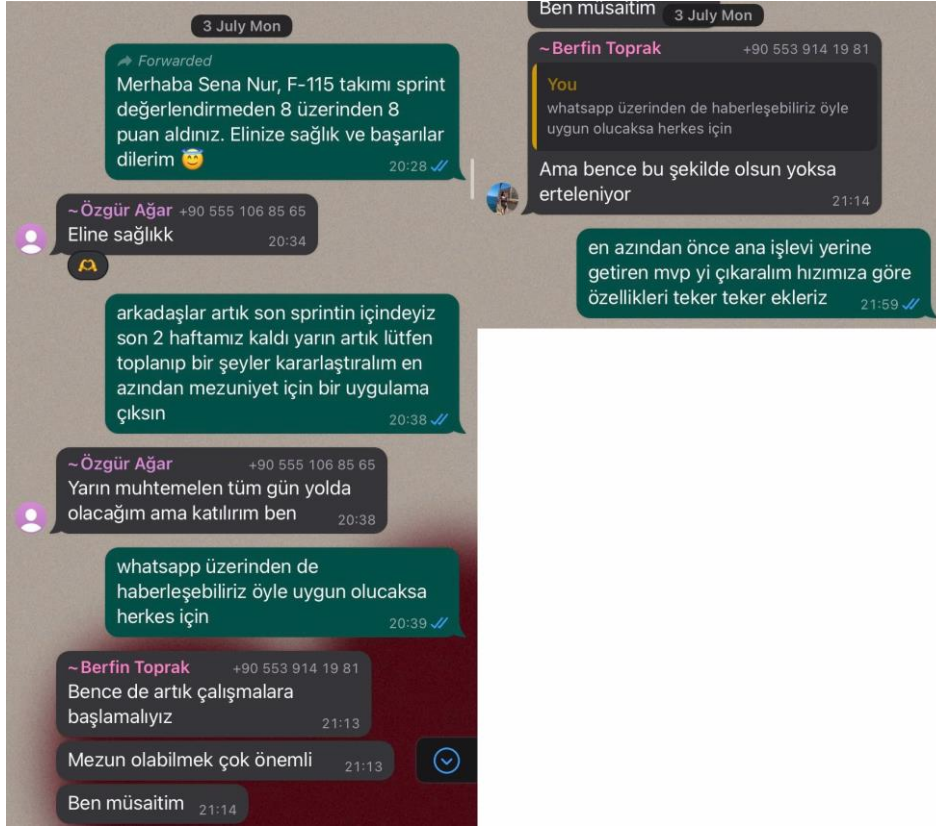 3 July Mon
Forwarded
Merhaba Sena Nur, F-115 takımı sprint
değerlendirmeden 8 üzerinden 8
puan aldınız. Elinize sağlık ve başarılar
dilerim 😇
20:28
~Özgür Ağar +90 555 106 85 65
Eline sağlıkk
20:34
arkadaşlar artık son sprintin içindeyiz
son 2 haftamız kaldı yarın artık lütfen
toplanıp bir şeyler kararlaştıralım en
azından mezuniyet için bir uygulama
çıksın
20:38
~Özgür Ağar +90 555 106 85 65
Yarın muhtemelen tüm gün yolda
olacağım ama katılırım ben
20:38
whatsapp üzerinden de
haberleşebiliriz öyle uygun olucaksa
herkes için
20:39
~Berfin Toprak +90 553 914 19 81
Bence de artık çalışmalara
başlamalıyız
21:13
Mezun olabilmek çok önemli 21:13
Ben müsaitim 21:14
Ben müsaitim
3 July Mon
~Berfin Toprak +90 553 914 19 81
You
whatsapp üzerinden de haberleşebiliriz öyle
uygun olucaksa herkes için
Ama bence bu şekilde olsun yoksa
erteleniyor
21:14
en azından önce ana işlevi yerine
getiren mvp yi çıkaralım hızımıza göre
özellikleri teker teker ekleriz
21:59